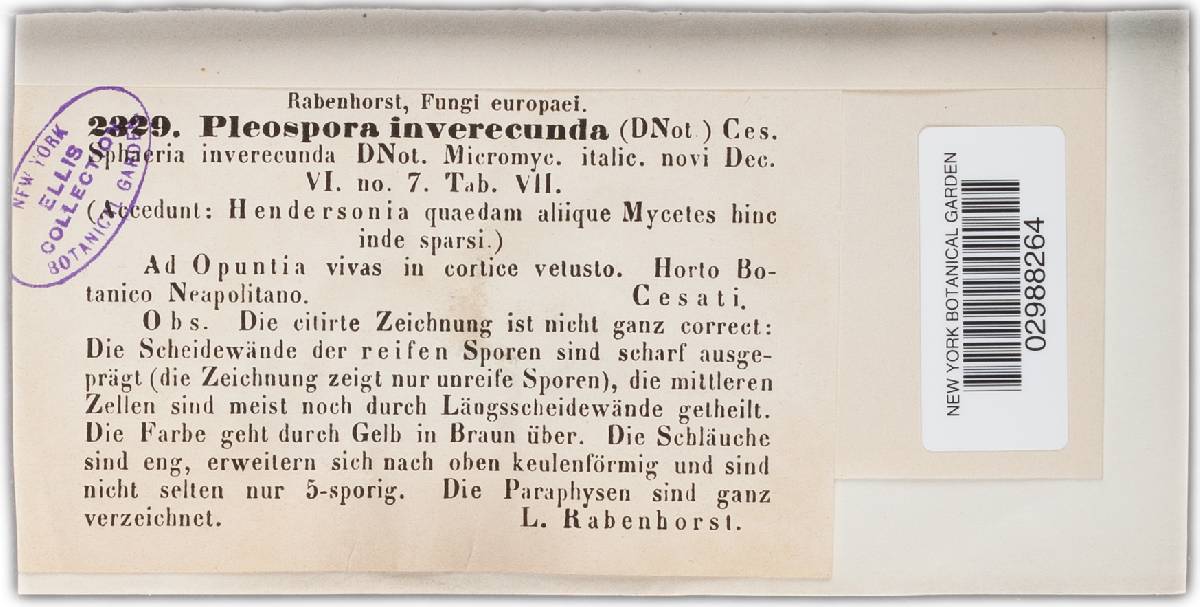 Rabenhorst, Fungi europaei.
2329. Pleospora inverecunda (DNot.) Ces.
Sphaeria inverecunda DNot. Micromyc. italic. novi Dec.
VI. no. 7. Tab. VII.
(Accedunt: Hendersonia quaedam aliique Mycetes hinc
inde sparsi.)
Ad Opuntia vivas in cortice vetusto. Horto Bo-
tanico Neapolitano. Cesati.
Obs. Die citirte Zeichnung ist nicht ganz correct:
Die Scheidewände der reifen Sporen sind scharf ausge-
prägt (die Zeichnung zeigt nur unreife Sporen), die mittleren
Zellen sind meist noch durch Längsscheidewände getheilt.
Die Farbe geht durch Gelb in Braun über. Die Schläuche
sind eng, erweitern sich nach oben keulenförmig und sind
nicht selten nur 5-sporig. Die Paraphysen sind ganz
verzeichnet. L. Rabenhorst.
NEW YORK
ELLIS
COLLECTION
BOTANICAL GARDEN
NEW YORK BOTANICAL GARDEN
02988264